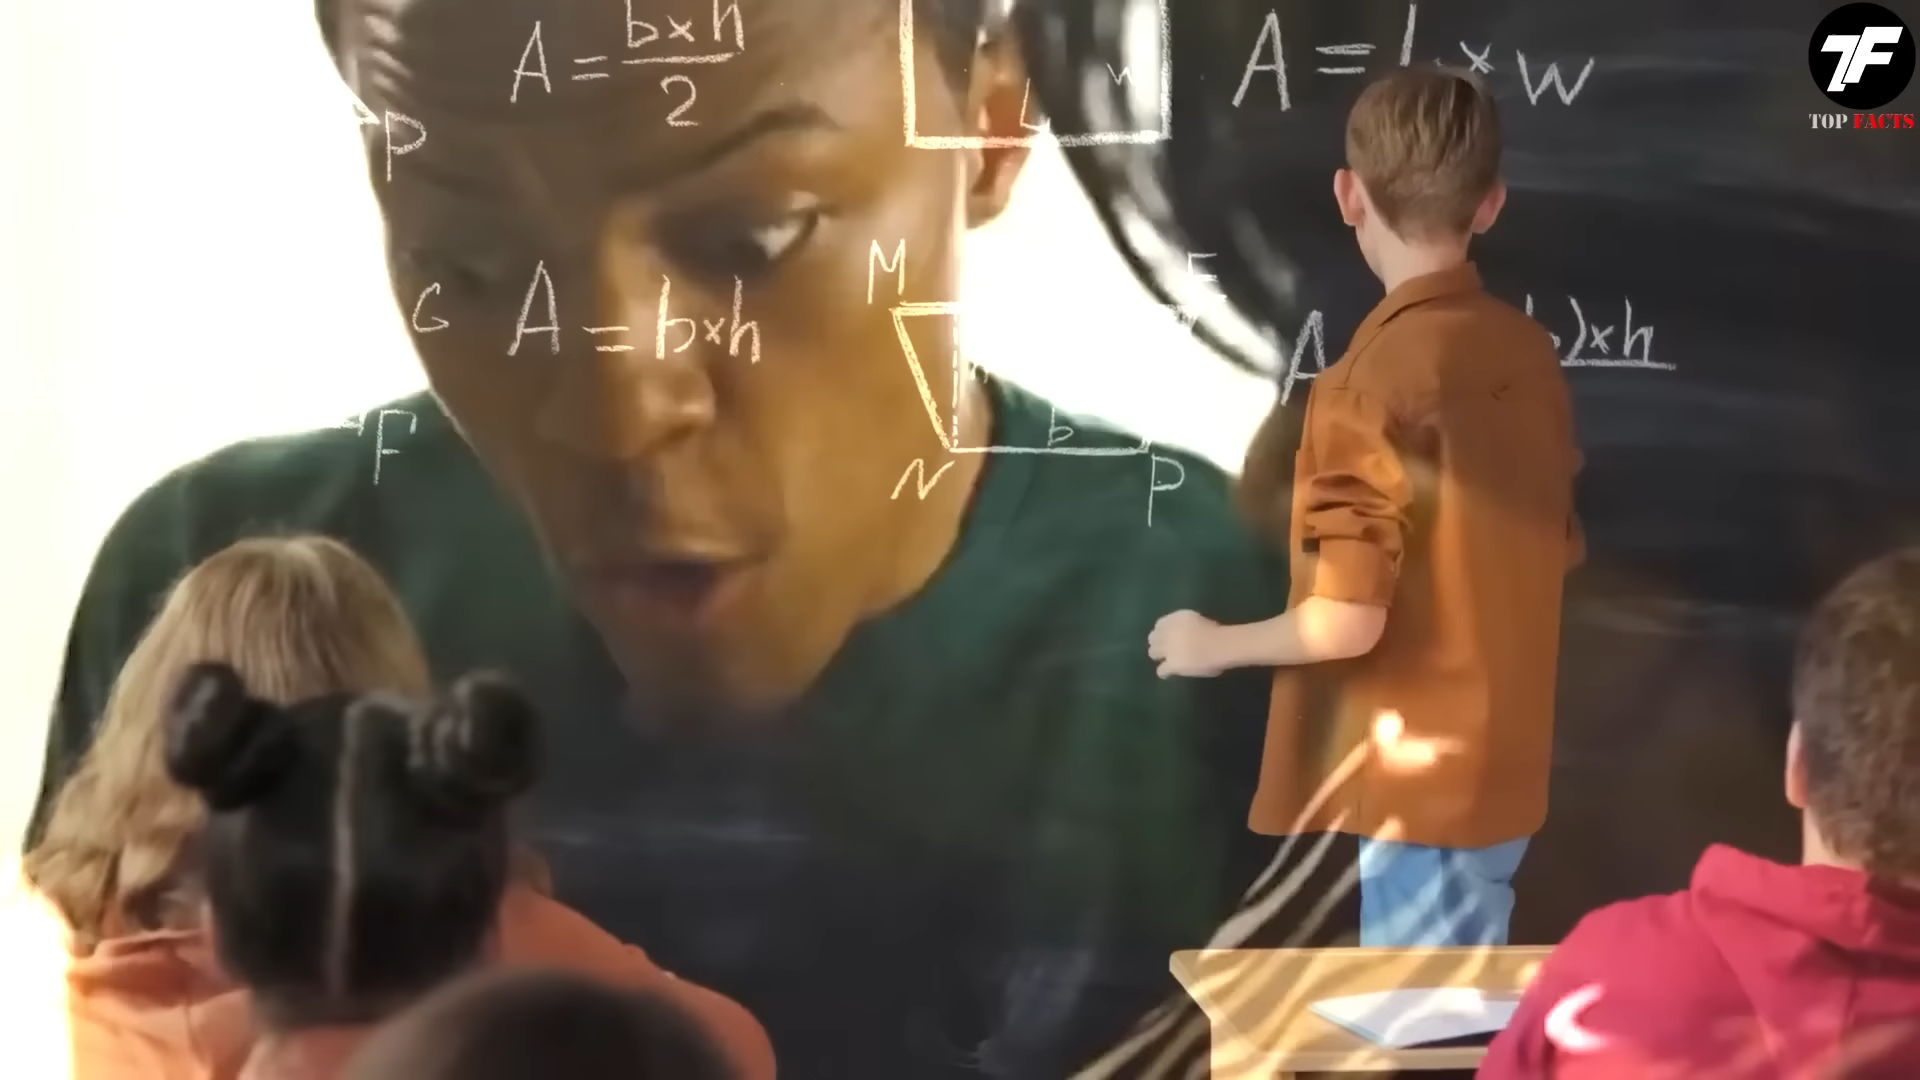 A = b×h
2
L
W
A = l × w
P
TF
TOP FACTS
M
G
A = b×h
E
h
A
b)×h
F
b
N
P